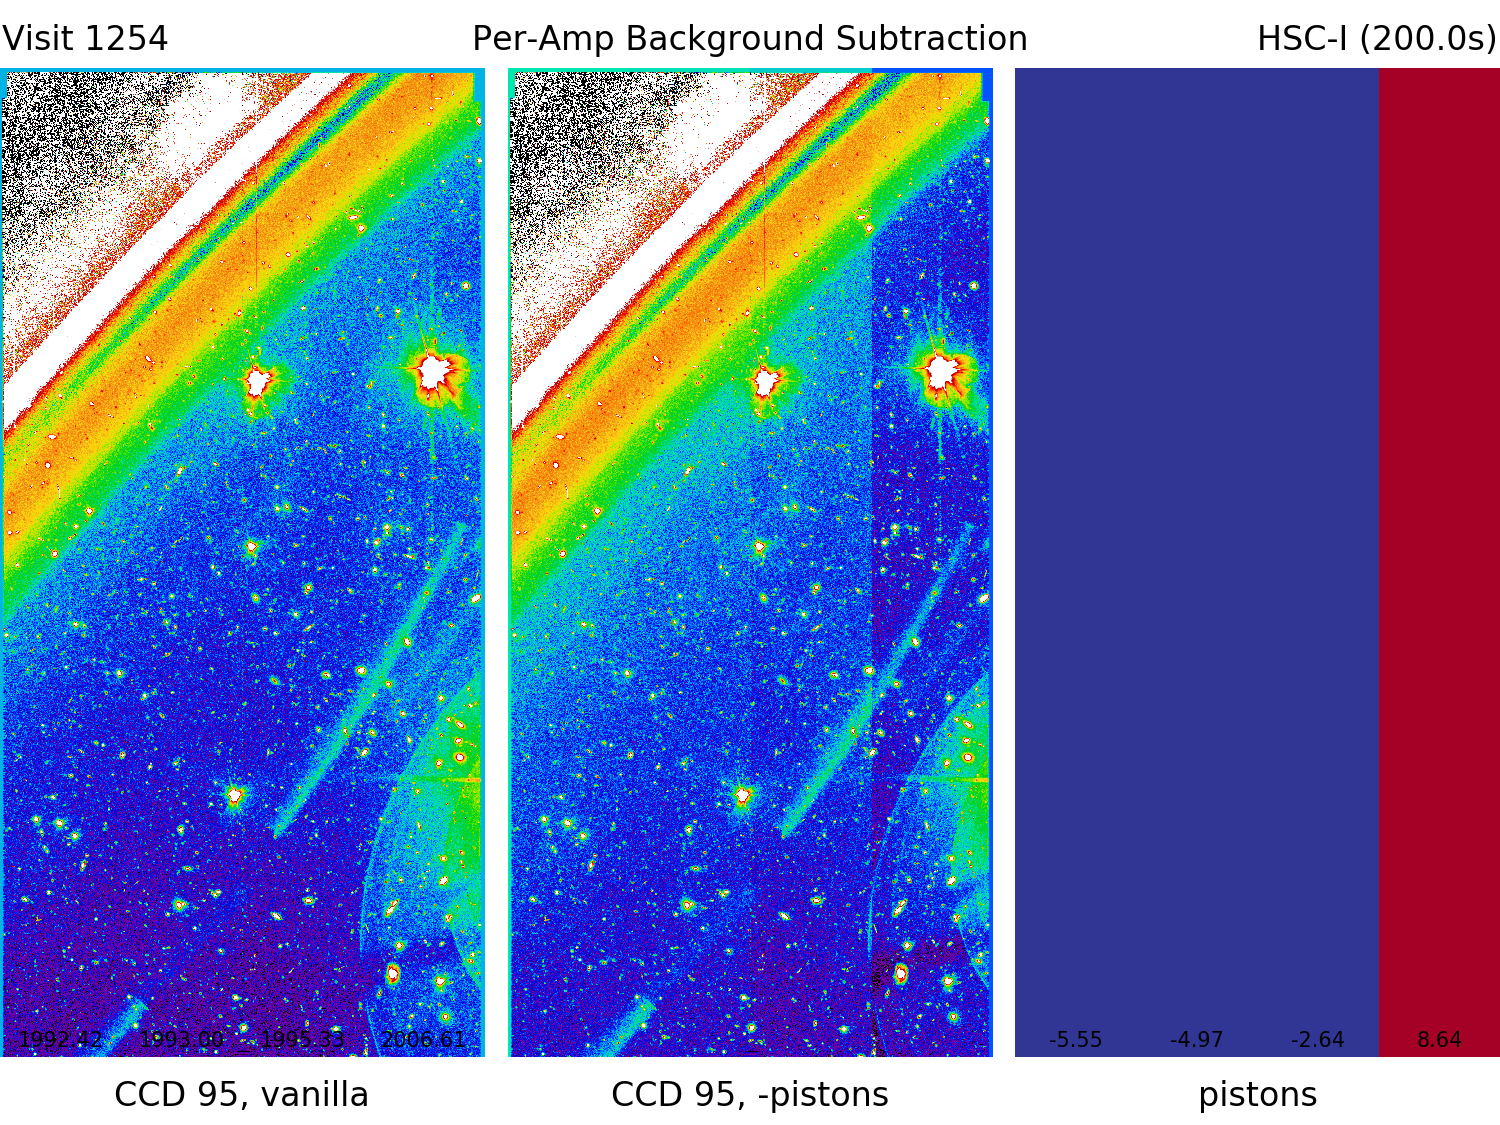 Visit 1254 Per-Amp Background Subtraction HSC-I (200.0s)
1992.42 1993.00 1995.33 2006.61 -5.55 -4.97 -2.64 8.64
CCD 95, vanilla CCD 95, -pistons pistons